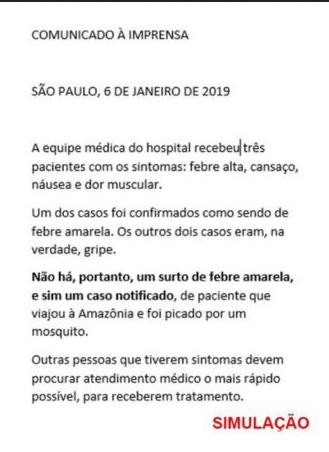 COMUNICADO À IMPRENSA
SÃO PAULO, 6 DE JANEIRO DE 2019
A equipe médica do hospital recebeu três
pacientes com os sintomas: febre alta, cansaço,
náusea e dor muscular.
Um dos casos foi confirmados como sendo de
febre amarela. Os outros dois casos eram, na
verdade, gripe.
Não há, portanto, um surto de febre amarela,
e sim um caso notificado, de paciente que
viajou à Amazônia e foi picado por um
mosquito.
Outras pessoas que tiverem sintomas devem
procurar atendimento médico o mais rápido
possível, para receberem tratamento.
SIMULAÇÃO